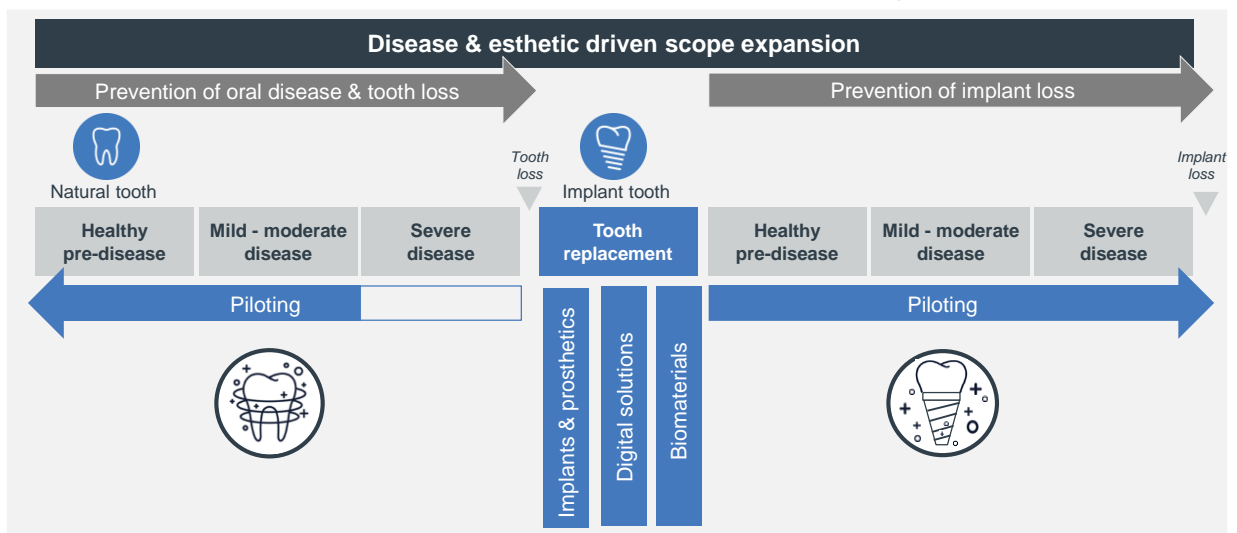 Disease & esthetic driven scope expansion
Prevention of oral disease & tooth loss
Prevention of implant loss
Natural tooth
Tooth
loss
Implant tooth
Implant
loss
Healthy
pre-disease
Mild - moderate
disease
Severe
disease
Tooth
replacement
Healthy
pre-disease
Mild - moderate
disease
Severe
disease
Piloting
Implants & prosthetics
Digital solutions
Biomaterials
Piloting